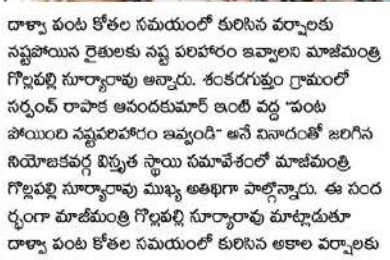 దాళ్వా పంట కోతల సమయంలో కురిసిన వర్షాలకు
నష్టపోయిన రైతులకు నష్ట పరిహారం ఇవ్వాలని మాజీమంత్రి
గొల్లపల్లి సూర్యారావు అన్నారు. శంకరగుప్తం గ్రామంలో
సర్పంచ్ రాపాక ఆనందకుమార్ ఇంటి వద్ద "పంట
పోయింది నష్టపరిహారం ఇవ్వండి" అనే నినాదంతో జరిగిన
నియోజకవర్గ విస్తృత స్థాయి సమావేశంలో మాజీమంత్రి
గొల్లపల్లి సూర్యారావు ముఖ్య అతిథిగా పాల్గొన్నారు. ఈ సంద
ర్భంగా మాజీమంత్రి గొల్లపల్లి సూర్యారావు మాట్లాడుతూ
దాళ్వా పంట కోతల సమయంలో కురిసిన అకాల వర్షాలకు